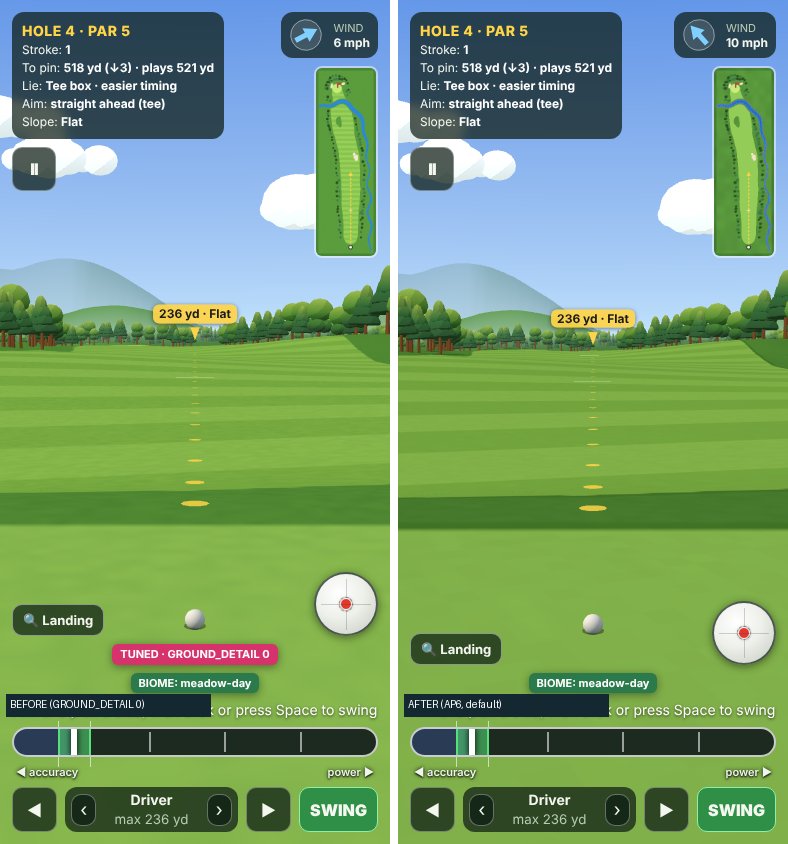 HOLE 4 · PAR 5
Stroke: 1
To pin: 518 yd (↓3) · plays 521 yd
Lie: Tee box · easier timing
Aim: straight ahead (tee)
Slope: Flat
WIND
6 mph
236 yd · Flat
🔍 Landing
TUNED · GROUND_DETAIL 0
BIOME: meadow-day
BEFORE (GROUND_DETAIL 0)
or press Space to swing
◀ accuracy
power ▶
◀
‹
Driver
max 236 yd
›
▶
SWING
HOLE 4 · PAR 5
Stroke: 1
To pin: 518 yd (↓3) · plays 521 yd
Lie: Tee box · easier timing
Aim: straight ahead (tee)
Slope: Flat
WIND
10 mph
236 yd · Flat
🔍 Landing
BIOME: meadow-day
AFTER (AP6, default)
or press Space to swing
◀ accuracy
power ▶
◀
‹
Driver
max 236 yd
›
▶
SWING